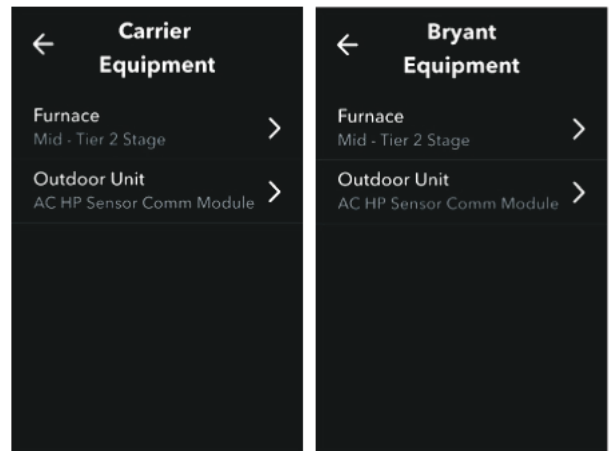 Carrier
Equipment
Furnace
Mid - Tier 2 Stage
Outdoor Unit
AC HP Sensor Comm Module
Bryant
Equipment
Furnace
Mid - Tier 2 Stage
Outdoor Unit
AC HP Sensor Comm Module